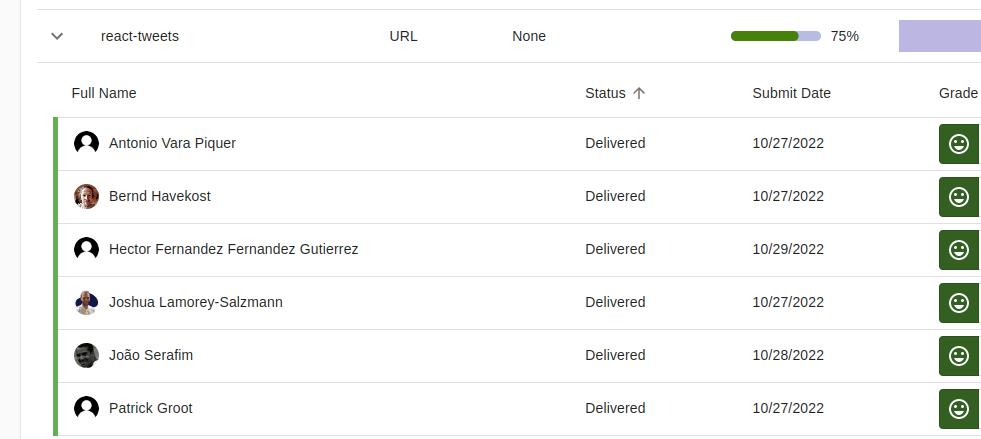 react-tweets URL None 75%
Full Name Status Submit Date Grade
Antonio Vara Piquer Delivered 10/27/2022
Bernd Havekost Delivered 10/27/2022
Hector Fernandez Fernandez Gutierrez Delivered 10/29/2022
Joshua Lamorey-Salzmann Delivered 10/27/2022
João Serafim Delivered 10/28/2022
Patrick Groot Delivered 10/27/2022